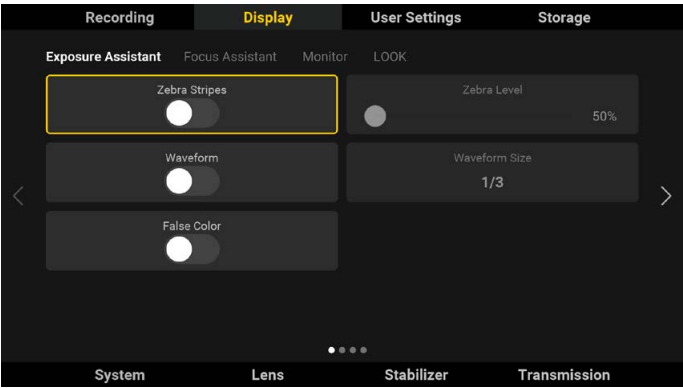 Recording Display User Settings Storage
Exposure Assistant Focus Assistant Monitor LOOK
Zebra Stripes
Zebra Level
50%
Waveform
Waveform Size
1/3
False Color
System Lens Stabilizer Transmission